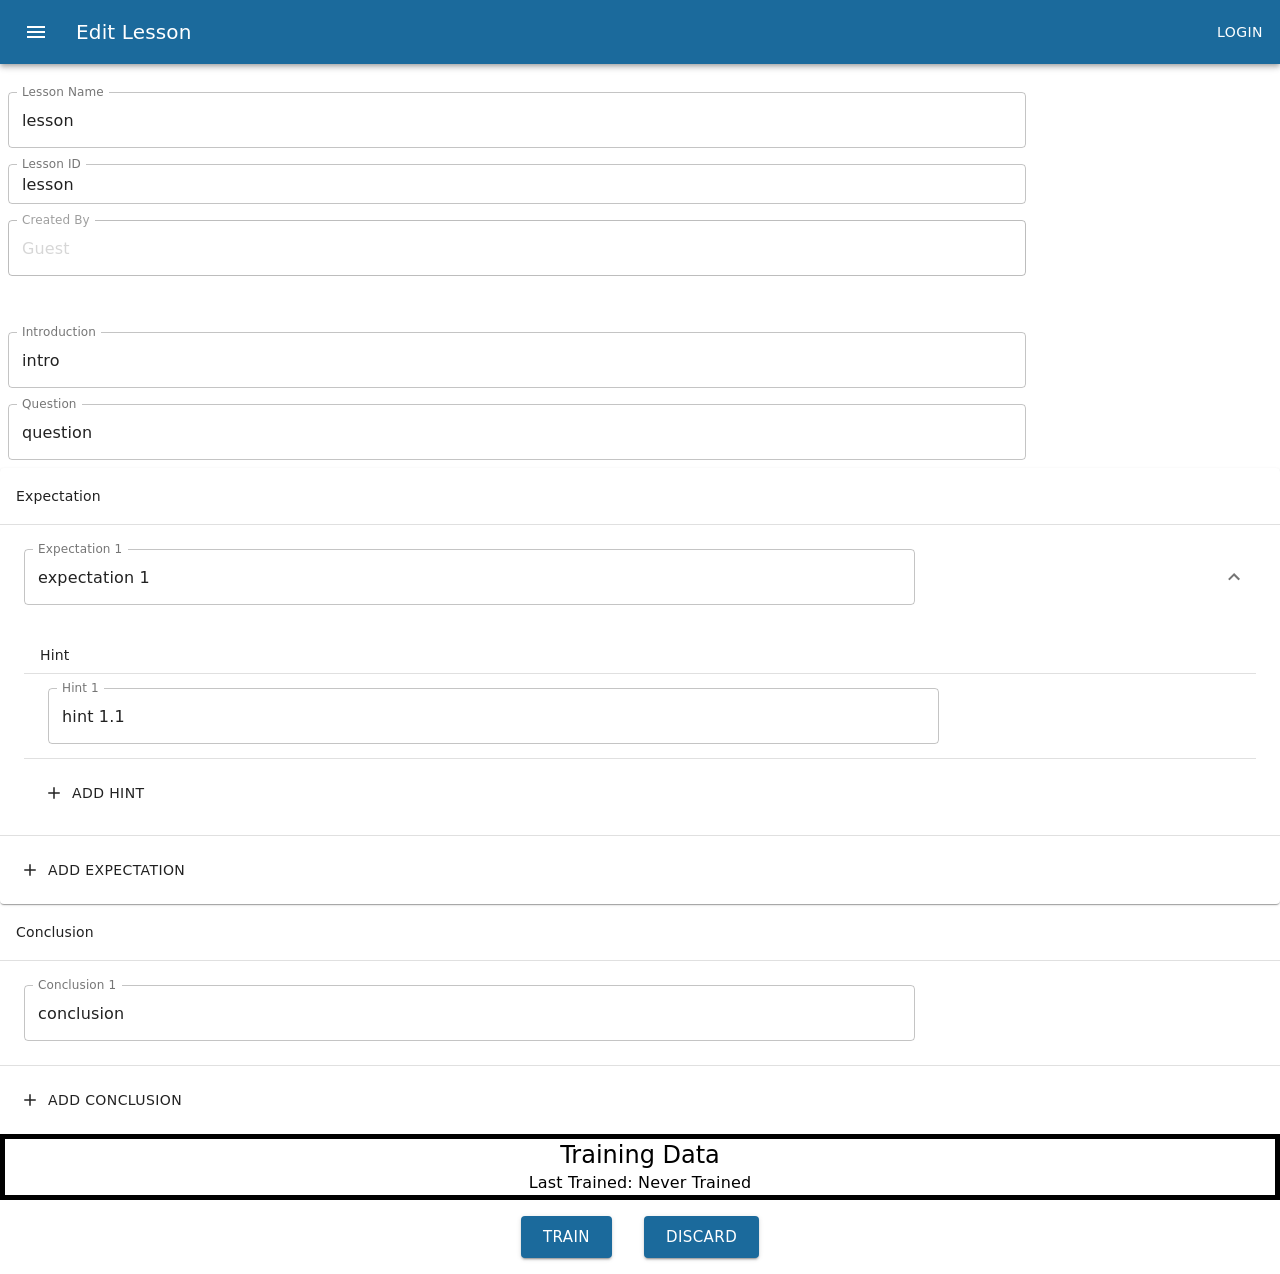 Edit Lesson
LOGIN
Lesson Name
lesson
Lesson ID
lesson
Created By
Guest
Introduction
intro
Question
question
Expectation
Expectation 1
expectation 1
Hint
Hint 1
hint 1.1
ADD HINT
ADD EXPECTATION
Conclusion
Conclusion 1
conclusion
ADD CONCLUSION
Training Data
Last Trained: Never Trained
TRAIN
DISCARD